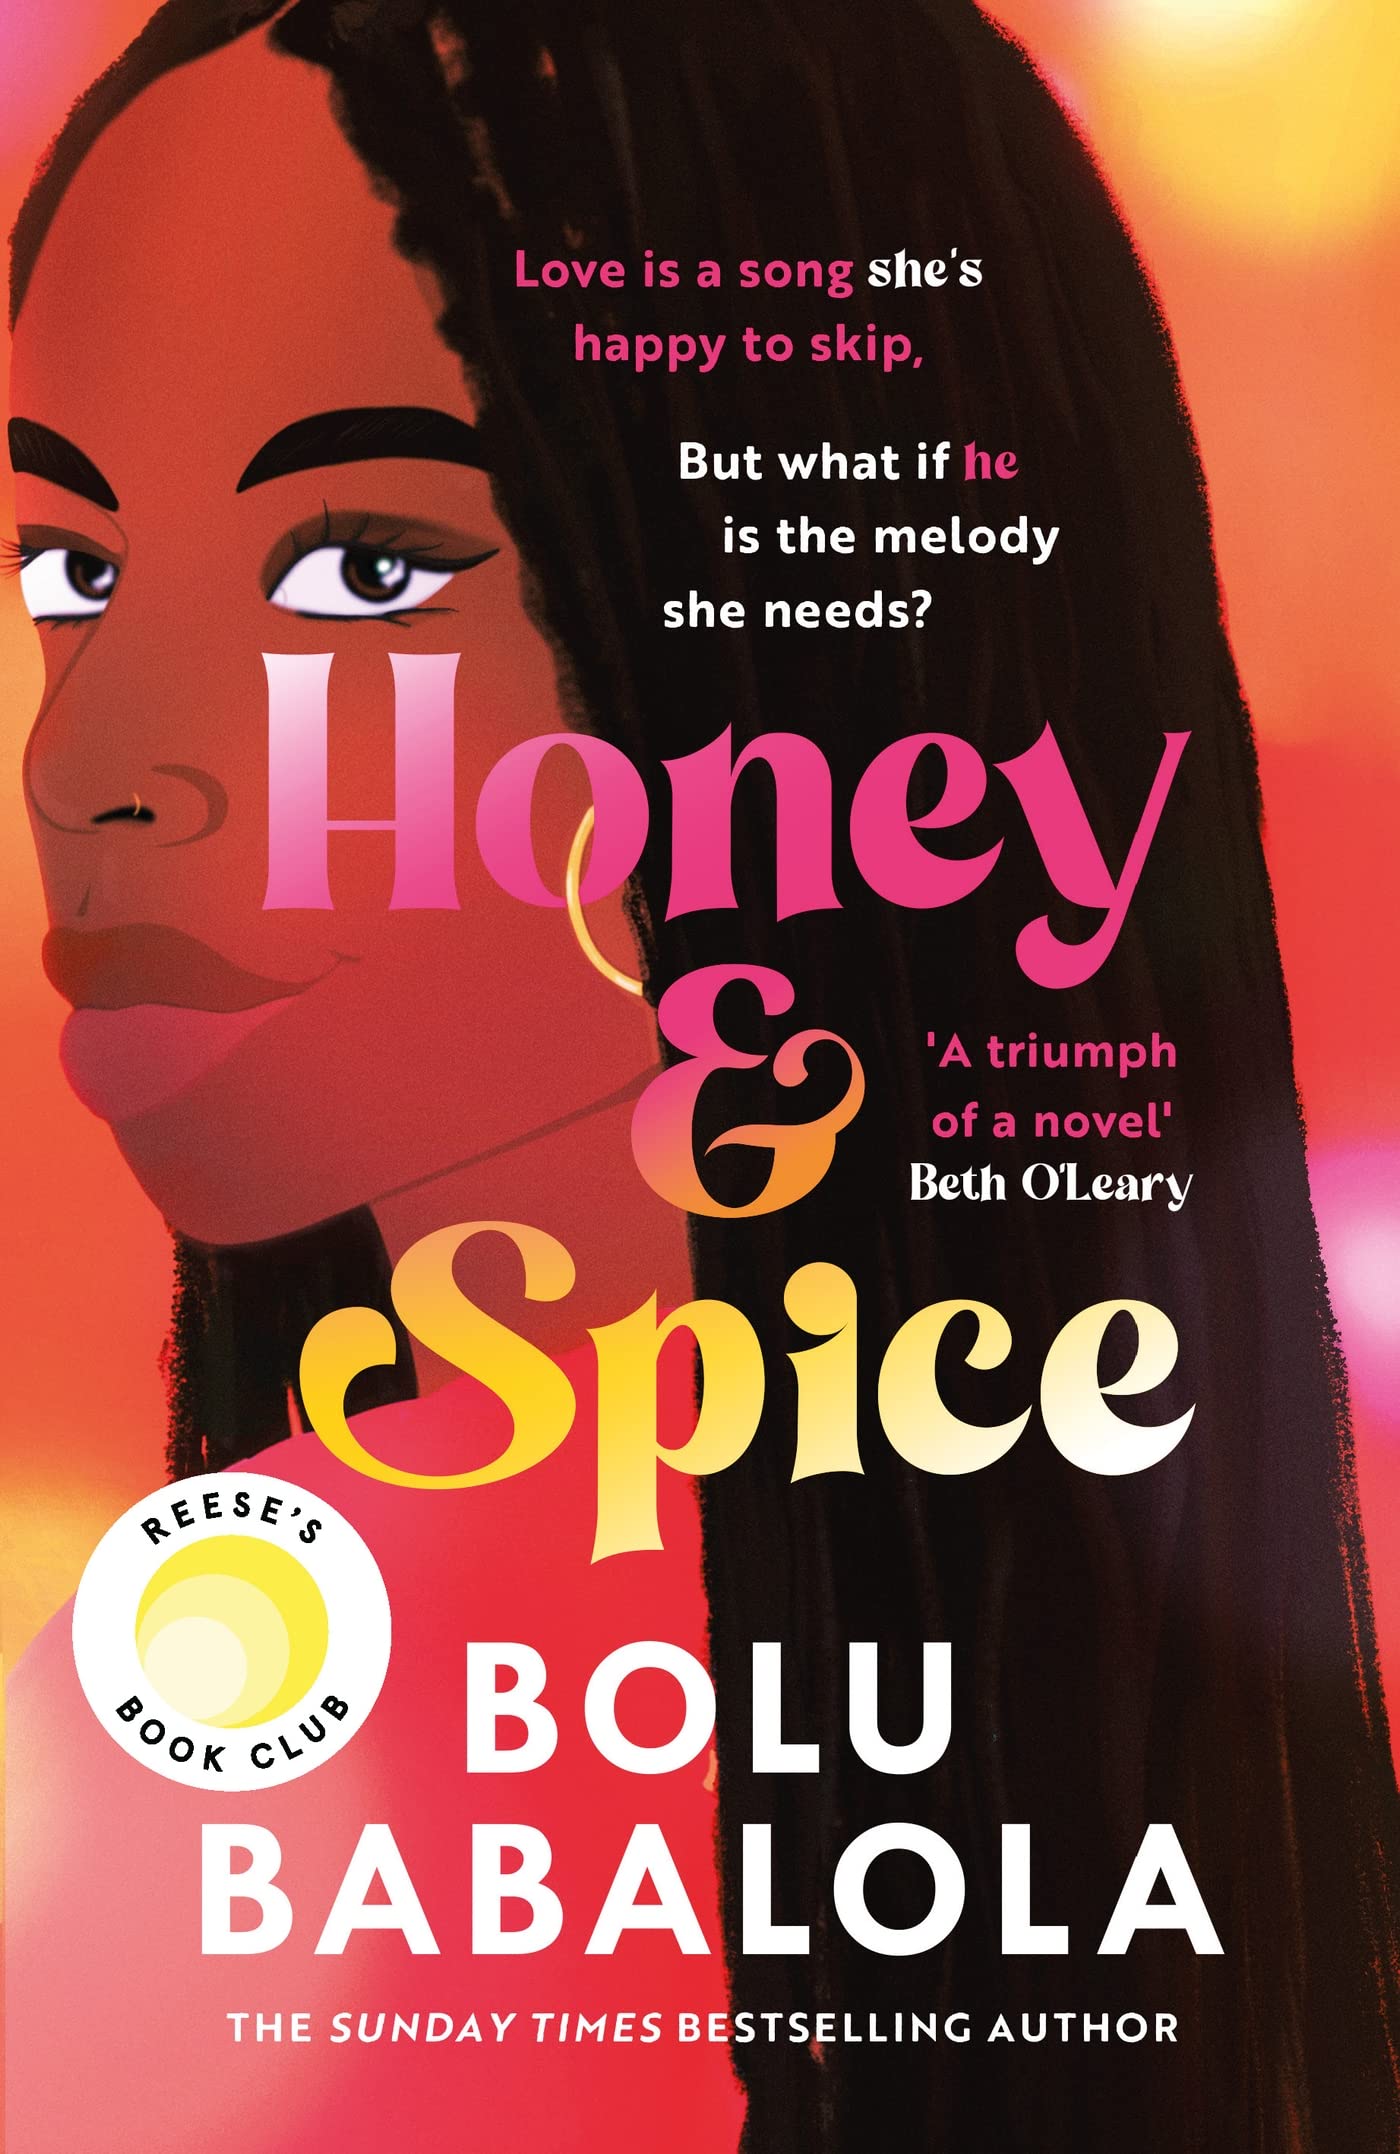 Love is a song she's
happy to skip,
But what if he
is the melody
she needs?
Honey
&
Spice
'A triumph
of a novel'
Beth O'Leary
REESE'S
BOOK CLUB
BOLU
BABALOLA
THE SUNDAY TIMES BESTSELLING AUTHOR